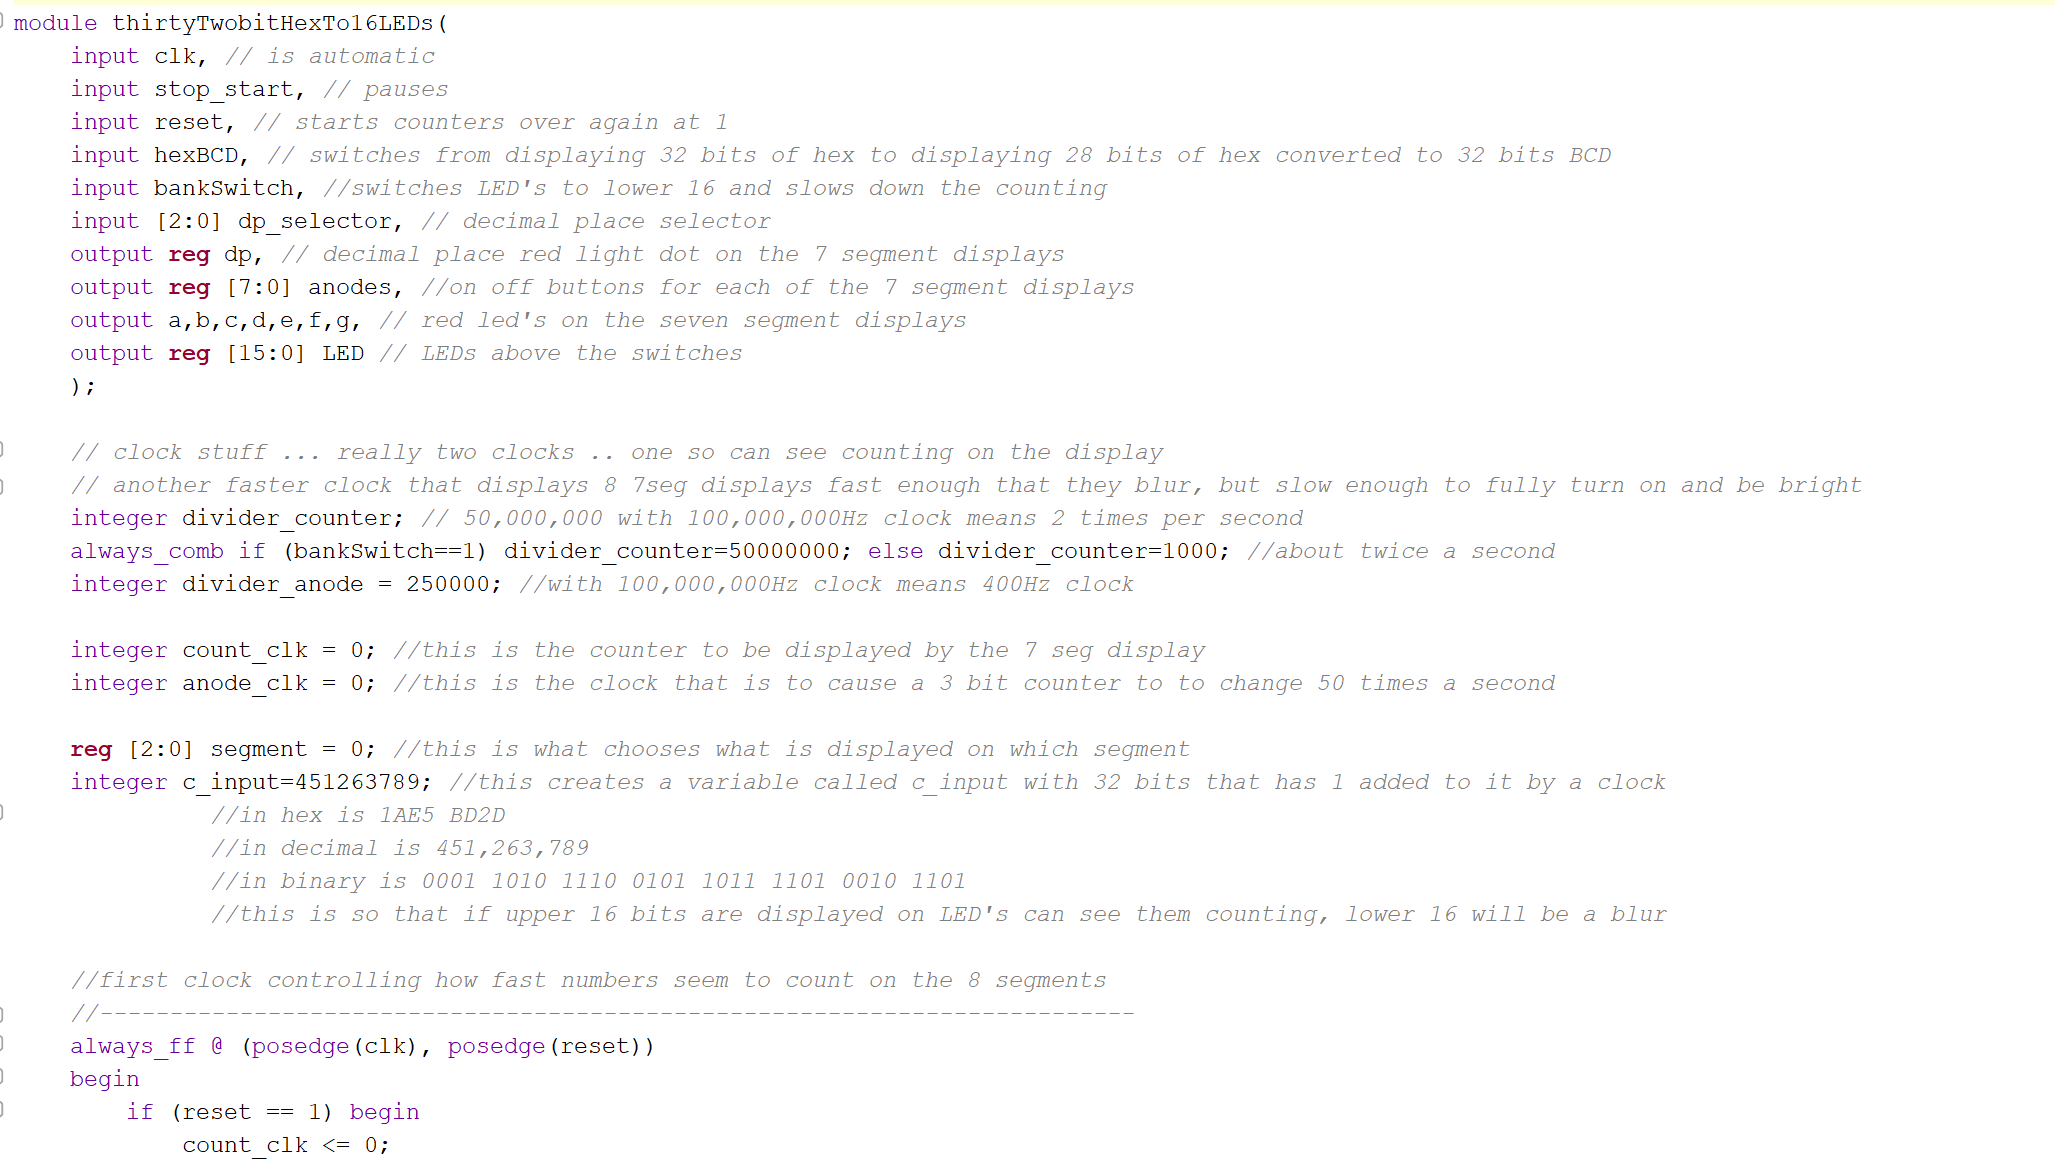 module thirtyTwobitHexTo16LEDs(
input clk, // is automatic
input stop_start, // pauses
input reset, // starts counters over again at 1
input hexBCD, // switches from displaying 32 bits of hex to displaying 28 bits of hex converted to 32 bits BCD
input bankSwitch, //switches LED's to lower 16 and slows down the counting
input [2:0] dp_selector, // decimal place selector
output reg dp, // decimal place red light dot on the 7 segment displays
output reg [7:0] anodes, //on off buttons for each of the 7 segment displays
output a,b,c,d,e,f,g, // red led's on the seven segment displays
output reg [15:0] LED // LEDs above the switches
);
// clock stuff ... really two clocks .. one so can see counting on the display
// another faster clock that displays 8 7seg displays fast enough that they blur, but slow enough to fully turn on and be bright
integer divider_counter; // 50,000,000 with 100,000,000Hz clock means 2 times per second
always_comb if (bankSwitch==1) divider_counter=50000000; else divider_counter=1000; //about twice a second
integer divider_anode = 250000; //with 100,000,000Hz clock means 400Hz clock
integer count_clk = 0; //this is the counter to be displayed by the 7 seg display
integer anode_clk = 0; //this is the clock that is to cause a 3 bit counter to to change 50 times a second
reg [2:0] segment = 0; //this is what chooses what is displayed on which segment
integer c_input=451263789; //this creates a variable called c_input with 32 bits that has 1 added to it by a clock
//in hex is 1AE5 BD2D
//in decimal is 451,263,789
//in binary is 0001 1010 1110 0101 1011 1101 0010 1101
//this is so that if upper 16 bits are displayed on LED's can see them counting, lower 16 will be a blur
//first clock controlling how fast numbers seem to count on the 8 segments
//--------------------------------------------------------------------------
always_ff @ (posedge(clk), posedge(reset))
begin
if (reset == 1) begin
count_clk <= 0;